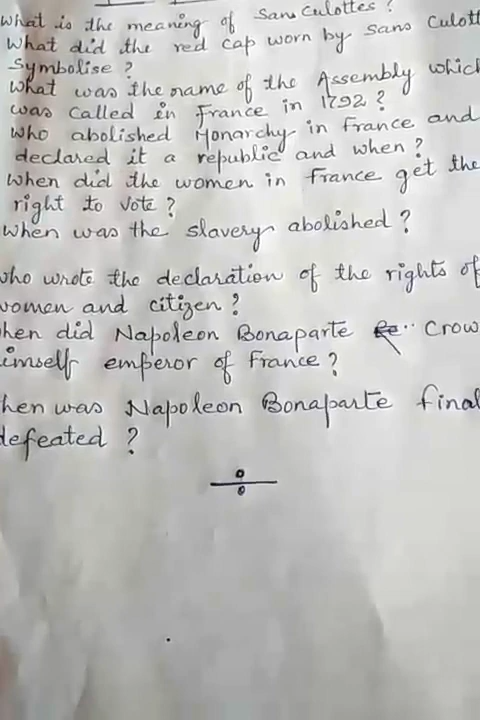 What is the meaning of Sans Culottes?
What did the red cap worn by Sans Culott
Symbolise?
What was the name of the Assembly which
was called in France in 1792?
Who abolished Monarchy in France and
declared it a republic and when?
When did the women in France get the
right to vote?
When was the slavery abolished?
who wrote the declaration of the rights of
women and citizen?
hen did Napoleon Bonaparte Crow
imself emperor of France?
hen was Napoleon Bonaparte final
defeated?